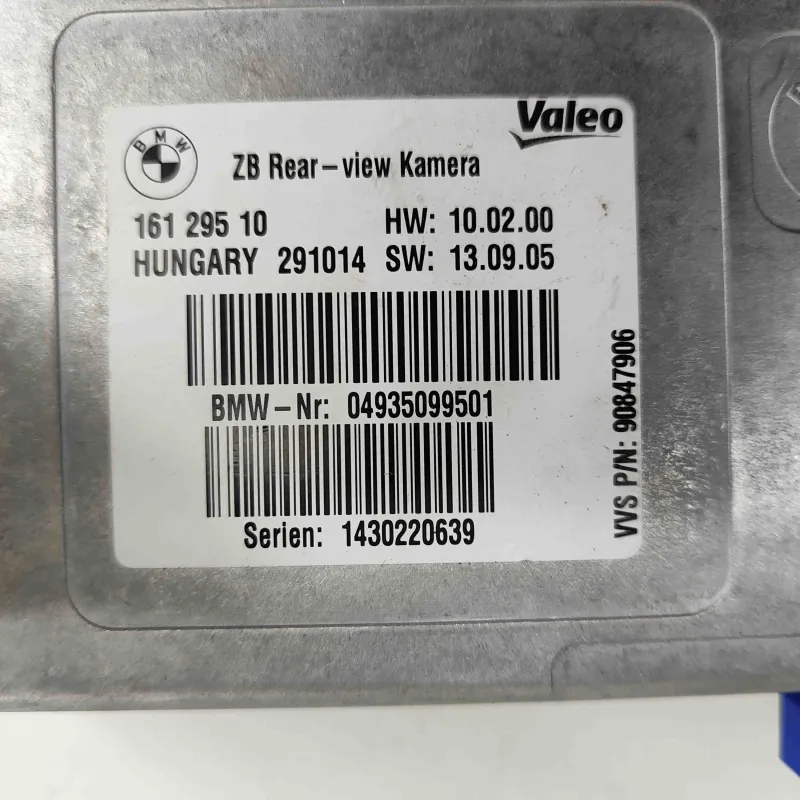 BMW
Valeo
ZB Rear-view Kamera
161 295 10 HW: 10.02.00
HUNGARY 291014 SW: 13.09.05
BMW-Nr: 04935099501
Serien: 1430220639
VVS P/N: 90847906